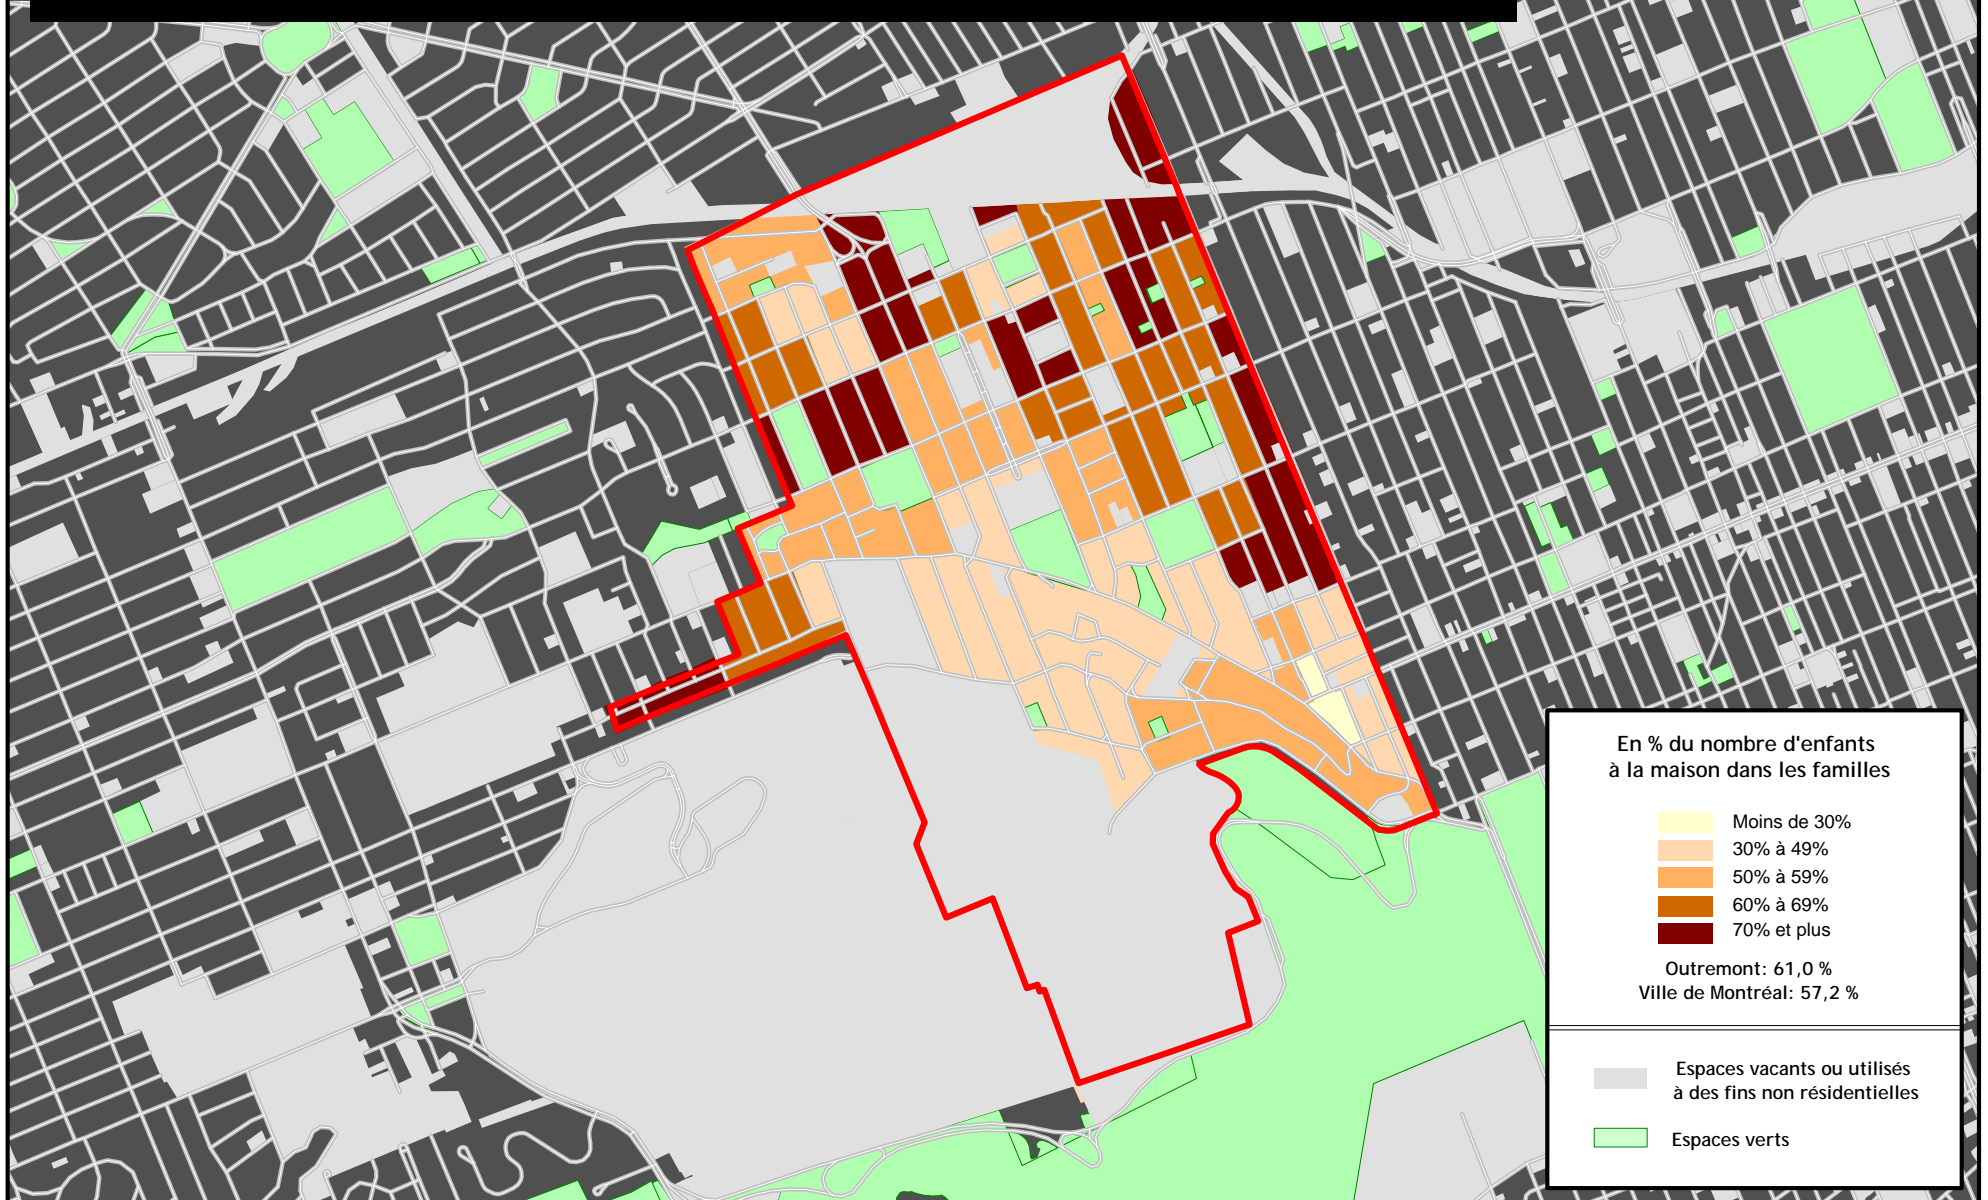 En % du nombre d'enfants
à la maison dans les familles
Moins de 30%
30% à 49%
50% à 59%
60% à 69%
70% et plus
Outremont: 61,0 %
Ville de Montréal: 57,2 %
Espaces vacants ou utilisés
à des fins non résidentielles
Espaces verts